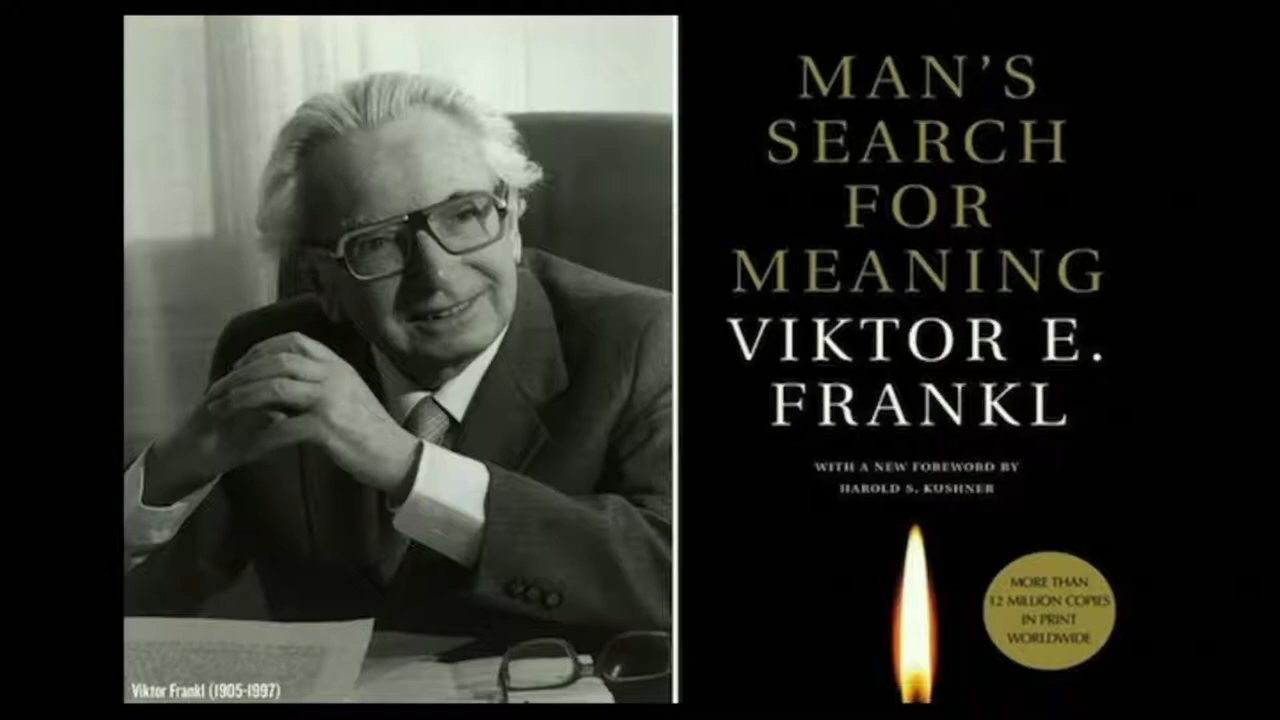 Viktor Frankl (1905-1997)
MAN'S
SEARCH
FOR
MEANING
VIKTOR E.
FRANKL
WITH A NEW FOREWORD BY
HAROLD S. KUSHNER
MORE THAN
12 MILLION COPIES
IN PRINT
WORLDWIDE